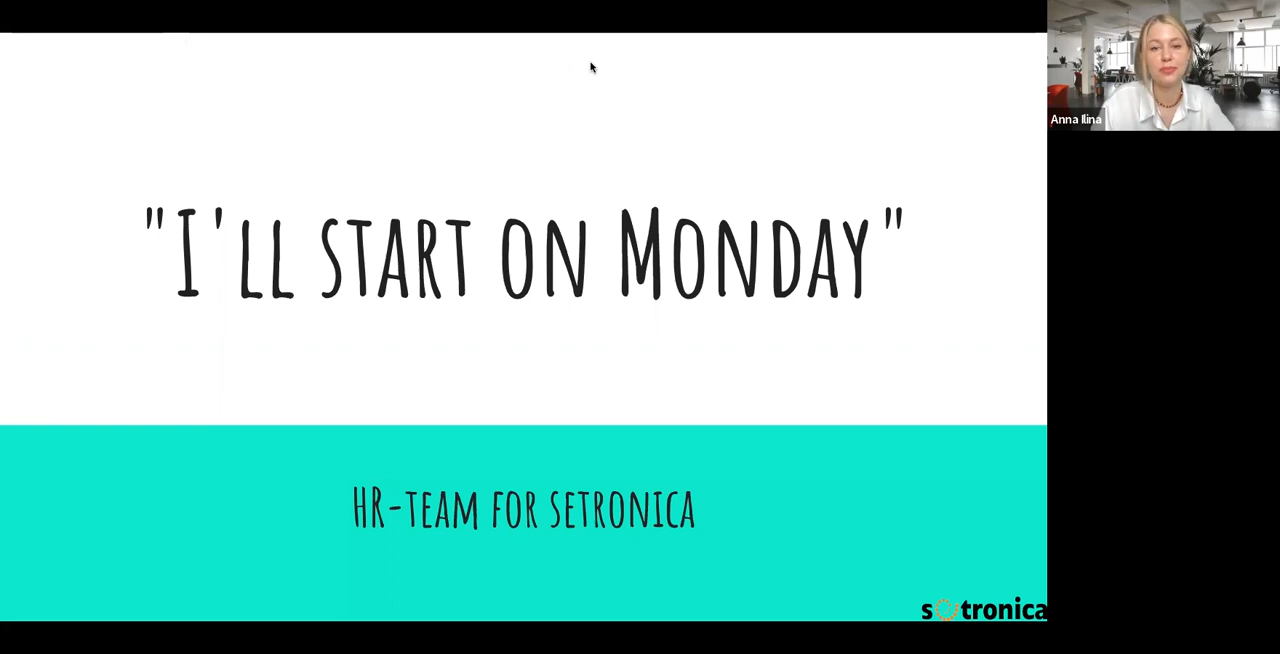 "I'll start on Monday"
HR-team for setronica
setronica
Anna Ilina